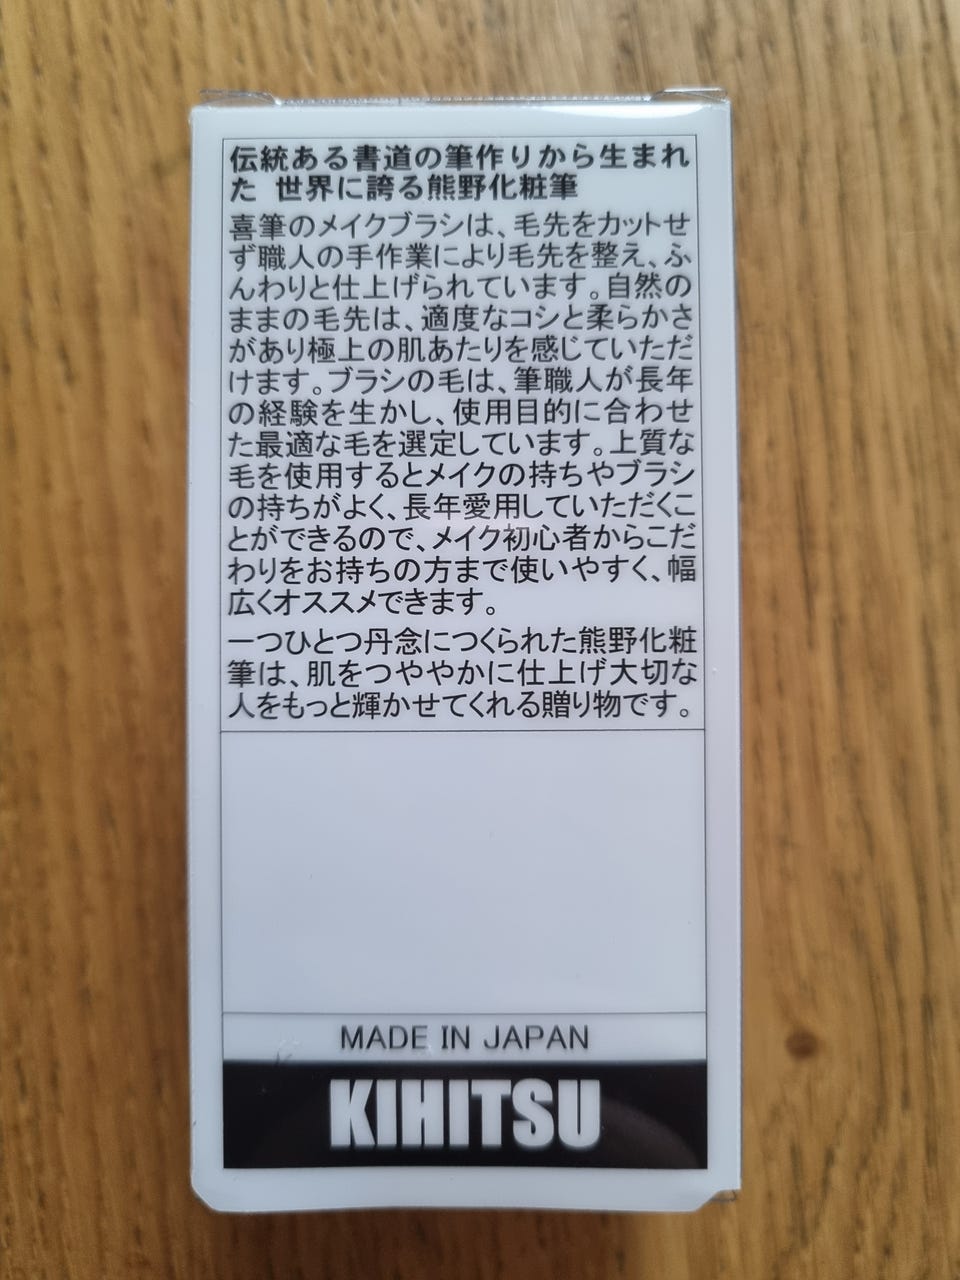 伝統ある書道の筆作りから生まれ
た 世界に誇る熊野化粧筆
喜筆のメイクブラシは、毛先をカットせ
ず職人の手作業により毛先を整え、ふ
んわりと仕上げられています。自然の
ままの毛先は、適度なコシと柔らかさ
があり極上の肌あたりを感じていただ
けます。ブラシの毛は、筆職人が長年
の経験を生かし、使用目的に合わせ
た最適な毛を選定しています。上質な
毛を使用するとメイクの持ちやブラシ
の持ちがよく、長年愛用していただくこ
とができるので、メイク初心者からこだ
わりをお持ちの方まで使いやすく、幅
広くオススメできます。
一つひとつ丹念につくられた熊野化粧
筆は、肌をつややかに仕上げ大切な
人をもっと輝かせてくれる贈り物です。
MADE IN JAPAN
KIHITSU